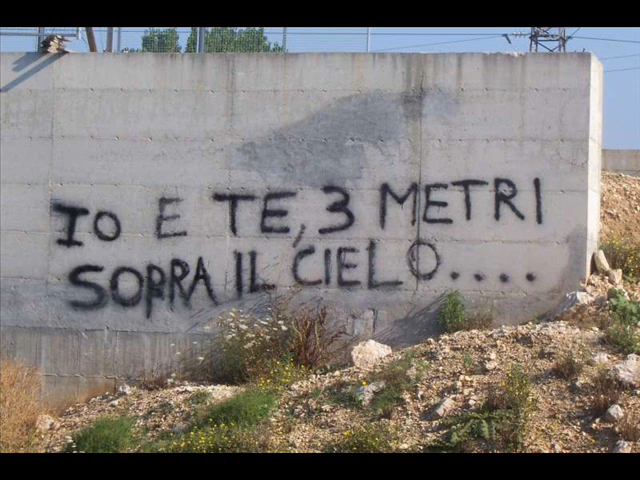 IO E TE, 3 METRI
SOPRA IL CIELO.....